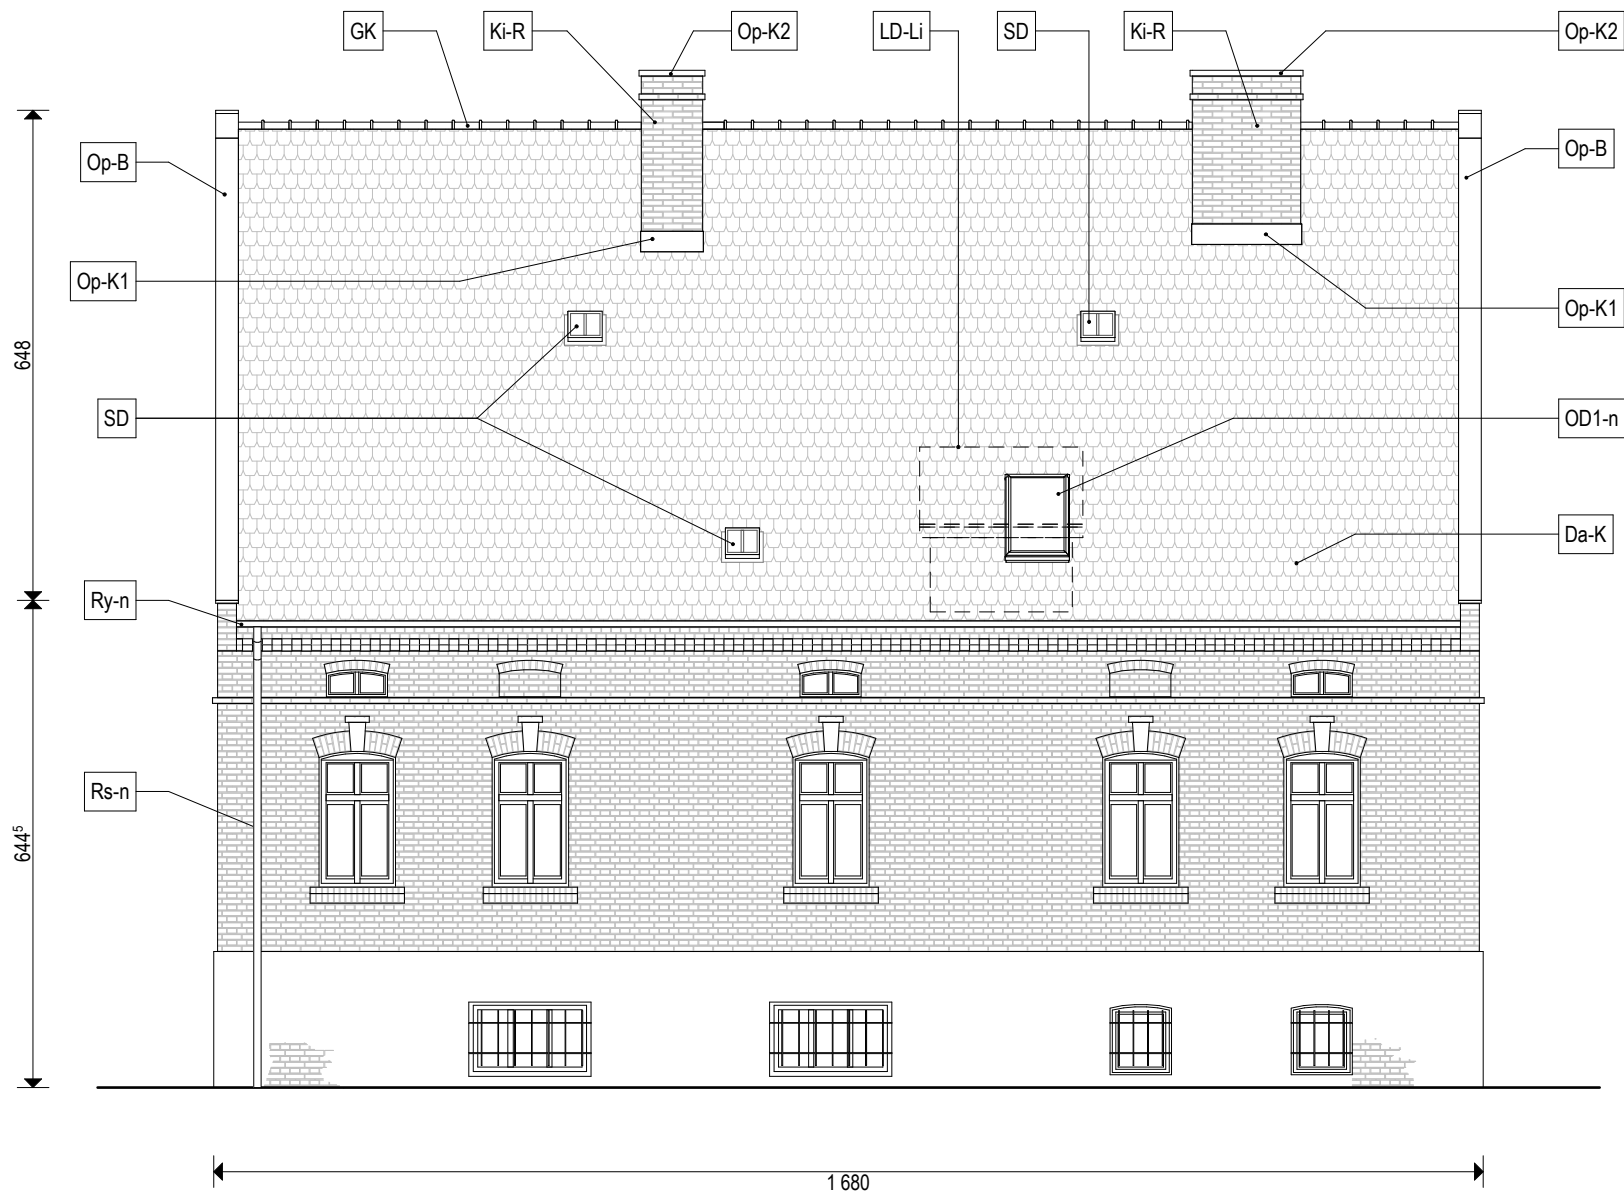 GK
Ki-R
Op-K2
LD-Li
SD
Ki-R
Op-K2
Op-B
Op-B
Op-K1
Op-K1
648
SD
OD1-n
Da-K
Ry-n
Rs-n
644⁵
1 680